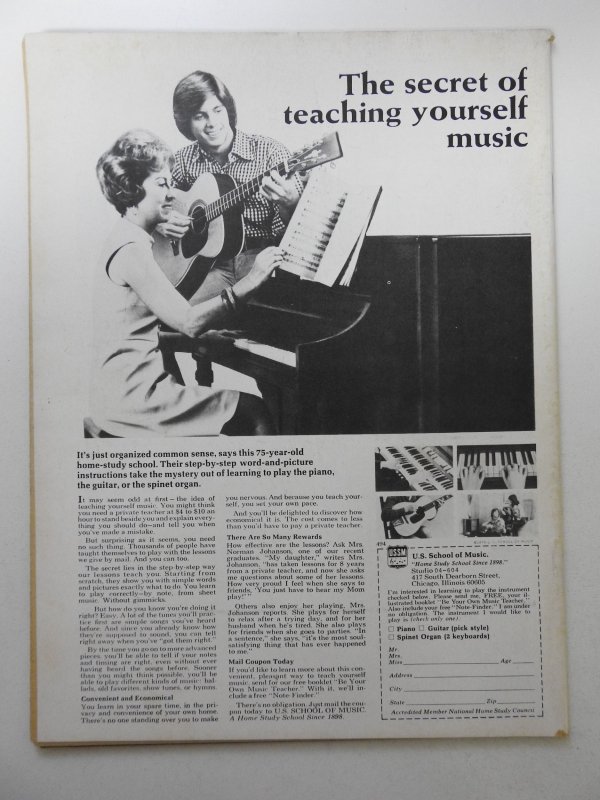 The secret of
teaching yourself
music
It's just organized common sense, says this 75-year-old
home-study school. Their step-by-step word-and-picture
instructions take the mystery out of learning to play the piano,
the guitar, or the spinet organ.
It may seem odd at first—the idea of
teaching yourself music. You might think
you need a private teacher at $4 to $10 an
hour to stand beside you and explain every-
thing you should do—and tell you when
you've made a mistake.
But surprising as it seems, you need
no such thing. Thousands of people have
taught themselves to play with the lessons
we give by mail. And you can too.
The secret lies in the step-by-step way
our lessons teach you. Starting from
scratch, they show you with simple words
and pictures exactly what to do. You learn
to play correctly—by note, from sheet
music. Without gimmicks.
But how do you know you're doing it
right? Easy. A lot of the tunes you'll prac-
tice first are simple songs you've heard
before. And since you already know how
they're supposed to sound, you can tell
right away when you've "got them right."
By the time you go on to more advanced
pieces, you'll be able to tell if your notes
and timing are right, even without ever
having heard the songs before. Sooner
than you might think possible, you'll be
able to play different kinds of music: bal-
lads, old favorites, show tunes, or hymns.
Convenient and Economical
You learn in your spare time, in the pri-
vacy and convenience of your own home.
There's no one standing over you to make
you nervous. And because you teach your-
self, you set your own pace.
And you'll be delighted to discover how
economical it is. The cost comes to less
than you'd have to pay a private teacher.
There Are So Many Rewards
How effective are the lessons? Ask Mrs.
Norman Johanson, one of our recent
graduates. "My daughter," writes Mrs.
Johanson, "has taken lessons for 8 years
from a private teacher, and now she asks
me questions about some of her lessons.
How very proud I feel when she says to
friends, 'You just have to hear my Mom
play!'"
Others also enjoy her playing, Mrs.
Johanson reports. She plays for herself
to relax after a trying day, and for her
husband when he's tired. She also plays
for friends when she goes to parties. "In
essence," she says, "it's the most soul-
satisfying thing that has ever happened
to me."
Mail Coupon Today
If you'd like to learn more about this con-
venient, pleasant way to teach yourself
music, send for our free booklet "Be Your
Own Music Teacher." With it, we'll in-
clude a free "Note Finder."
There's no obligation. Just mail the cou-
pon today to U.S. SCHOOL OF MUSIC.
A Home Study School Since 1898.
494
USSM
U.S. School of Music.
"Home Study School Since 1898."
Studio 04-494
417 South Dearborn Street,
Chicago, Illinois 60605
I'm interested in learning to play the instrument
checked below. Please send me, FREE, your il-
lustrated booklet "Be Your Own Music Teacher."
Also include your free "Note-Finder." I am under
no obligation. The instrument I would like to
play is (check only one):
Piano Guitar (pick style)
Spinet Organ (2 keyboards)
Mr.
Mrs.
Miss Age
Address
City
State Zip
Accredited Member National Home Study Council